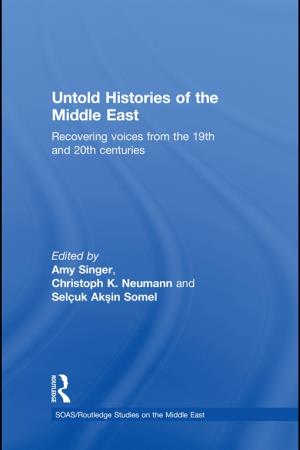 Untold Histories of the
Middle East
Recovering voices from the 19th
and 20th centuries
Edited by
Amy Singer,
Christoph K. Neumann and
Selçuk Akşin Somel
ROUTLEDGE
SOAS/Routledge Studies on the Middle East